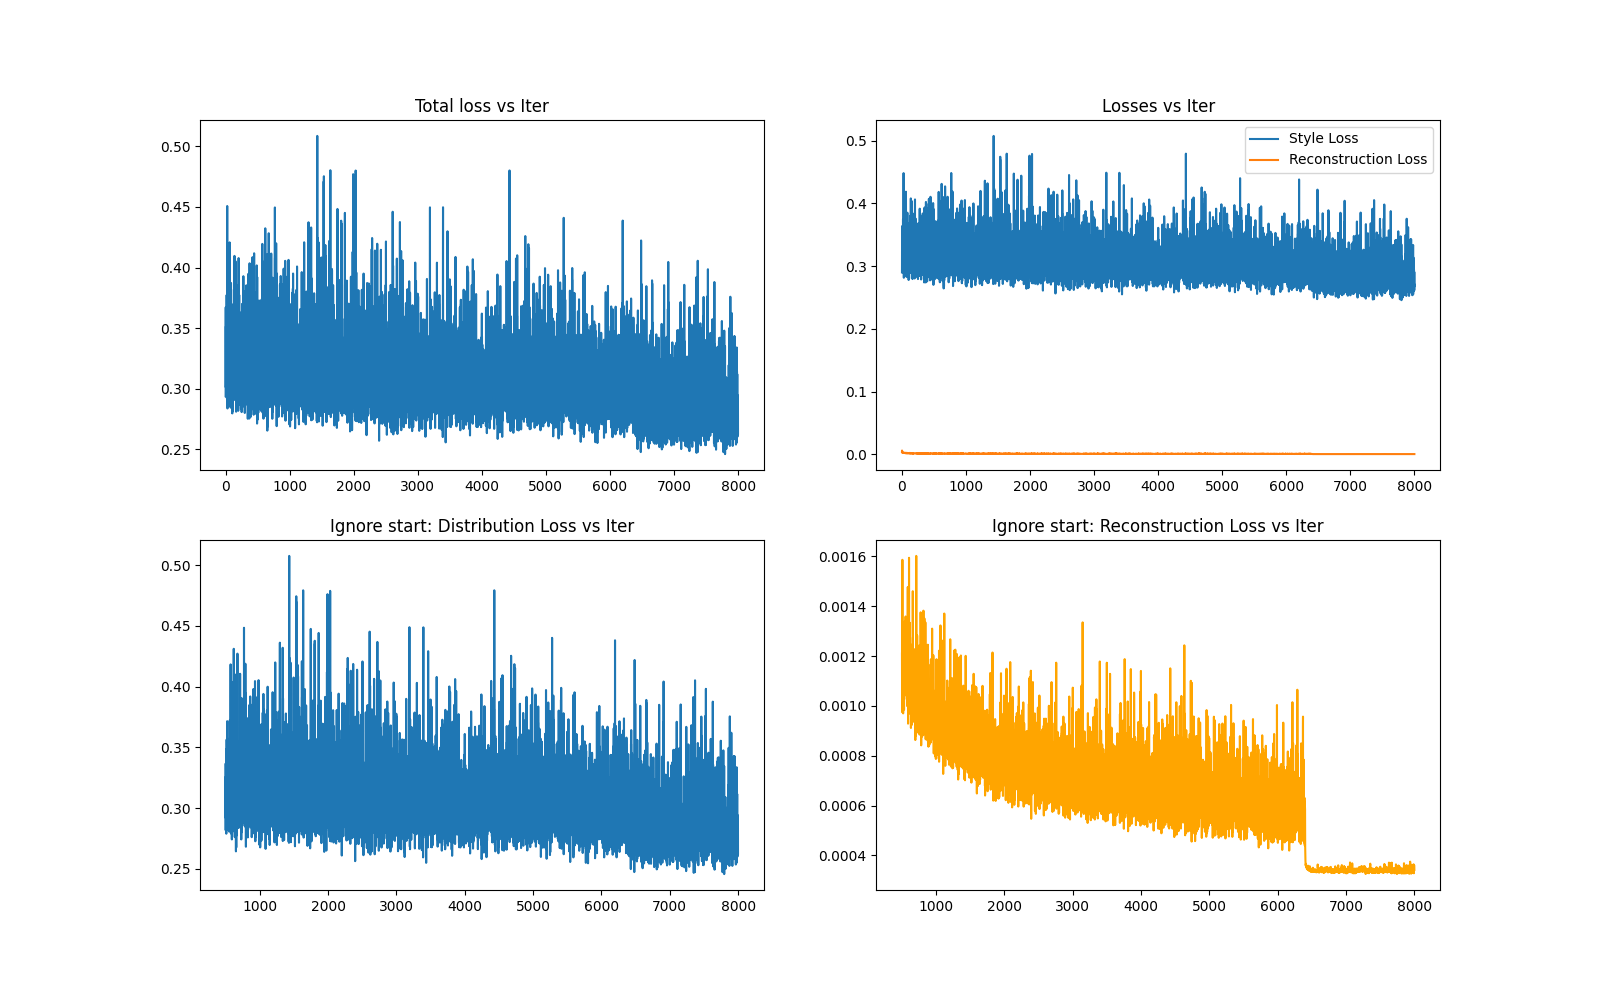 Total loss vs Iter
0.50
0.45
0.40
0.35
0.30
0.25
0 1000 2000 3000 4000 5000 6000 7000 8000
Losses vs Iter
Style Loss
Reconstruction Loss
0.5
0.4
0.3
0.2
0.1
0.0
0 1000 2000 3000 4000 5000 6000 7000 8000
Ignore start: Distribution Loss vs Iter
0.50
0.45
0.40
0.35
0.30
0.25
1000 2000 3000 4000 5000 6000 7000 8000
Ignore start: Reconstruction Loss vs Iter
0.0016
0.0014
0.0012
0.0010
0.0008
0.0006
0.0004
1000 2000 3000 4000 5000 6000 7000 8000